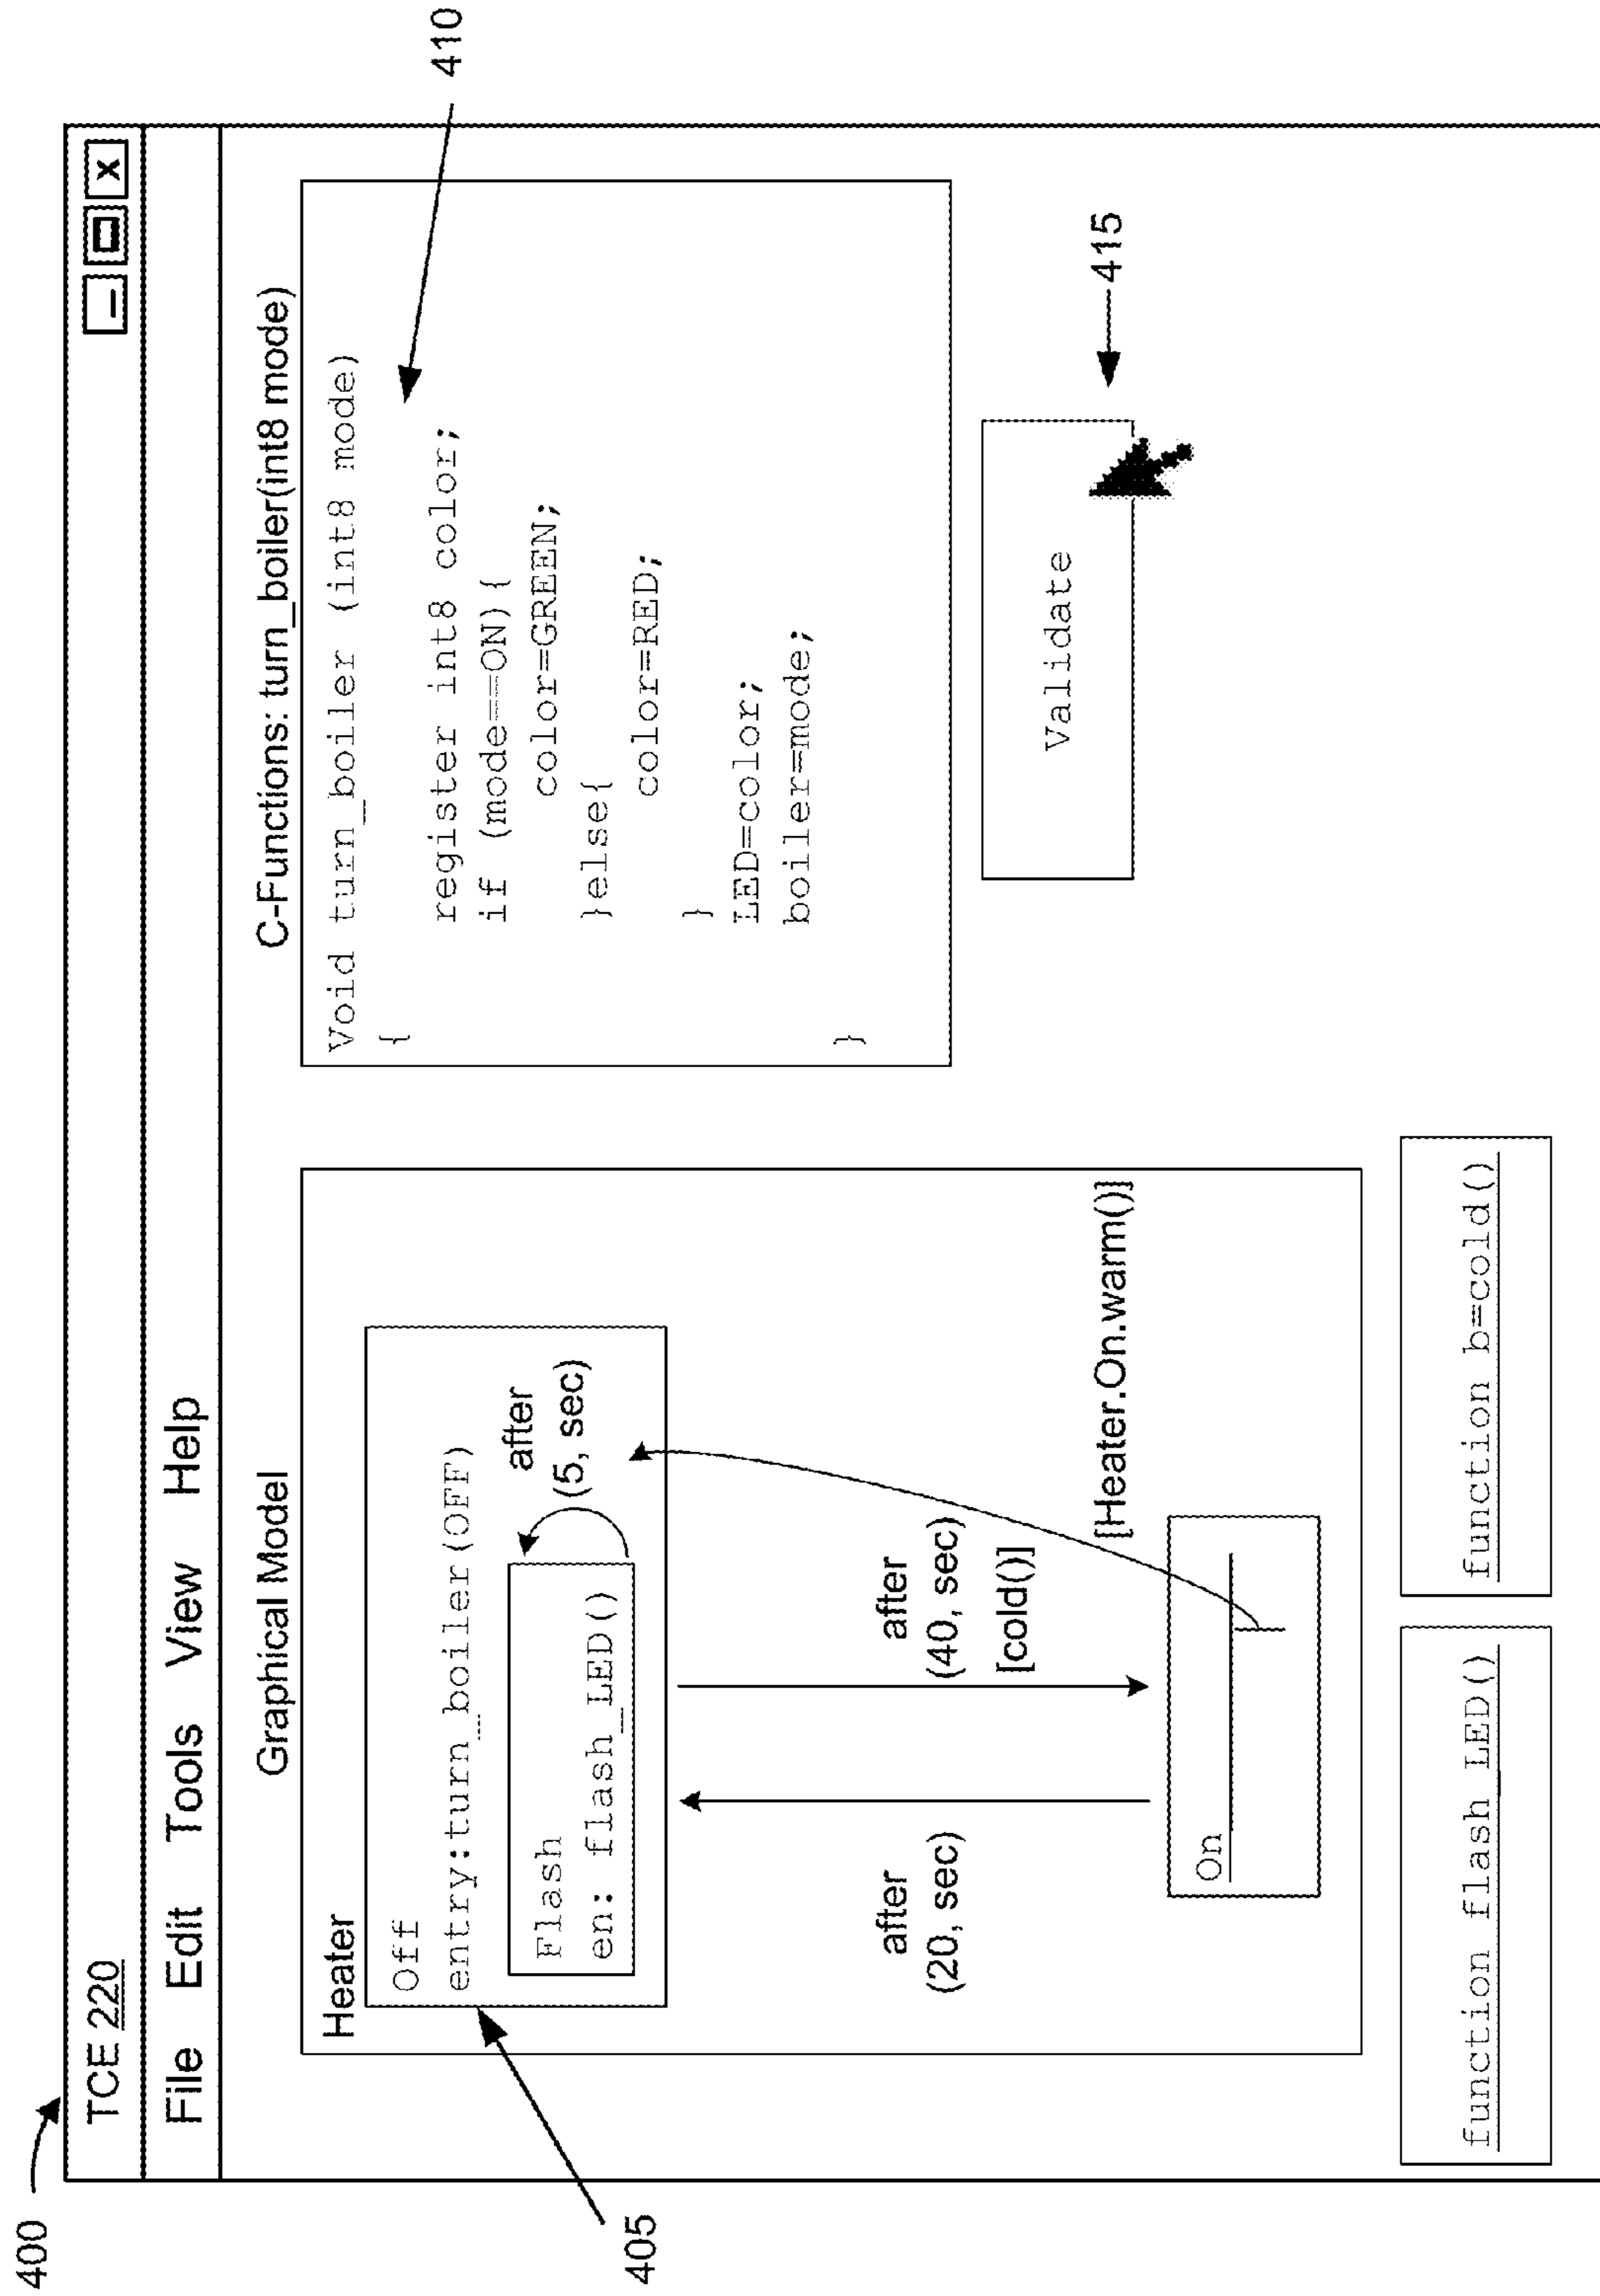 400
TCE 220
File Edit Tools View Help
Graphical Model
Heater
Off
entry:turn_boiler(OFF)
Flash
en: flash_LED()
after
(5, sec)
after
(20, sec)
after
(40, sec)
[cold()]
[Heater.On.warm()]
On
function flash LED()
function b=cold()
405
C-Functions: turn_boiler(int8 mode)
Void turn_boiler (int8 mode)
{
register int8 color;
if (mode==ON){
color=GREEN;
}else{
color=RED;
}
LED=color;
boiler=mode;
}
410
Validate
415